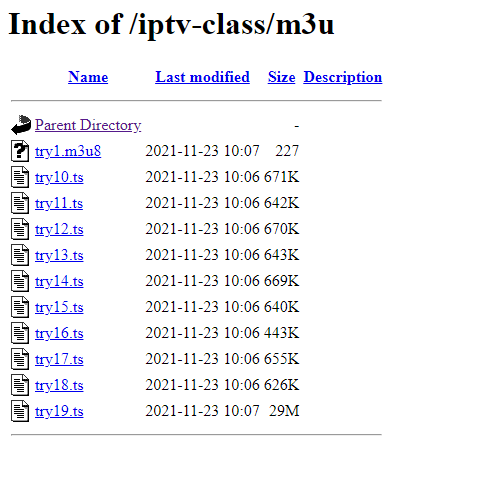 Index of /iptv-class/m3u
Name Last modified Size Description
Parent Directory -
try1.m3u8 2021-11-23 10:07 227
try10.ts 2021-11-23 10:06 671K
try11.ts 2021-11-23 10:06 642K
try12.ts 2021-11-23 10:06 670K
try13.ts 2021-11-23 10:06 643K
try14.ts 2021-11-23 10:06 669K
try15.ts 2021-11-23 10:06 640K
try16.ts 2021-11-23 10:06 443K
try17.ts 2021-11-23 10:06 655K
try18.ts 2021-11-23 10:06 626K
try19.ts 2021-11-23 10:07 29M